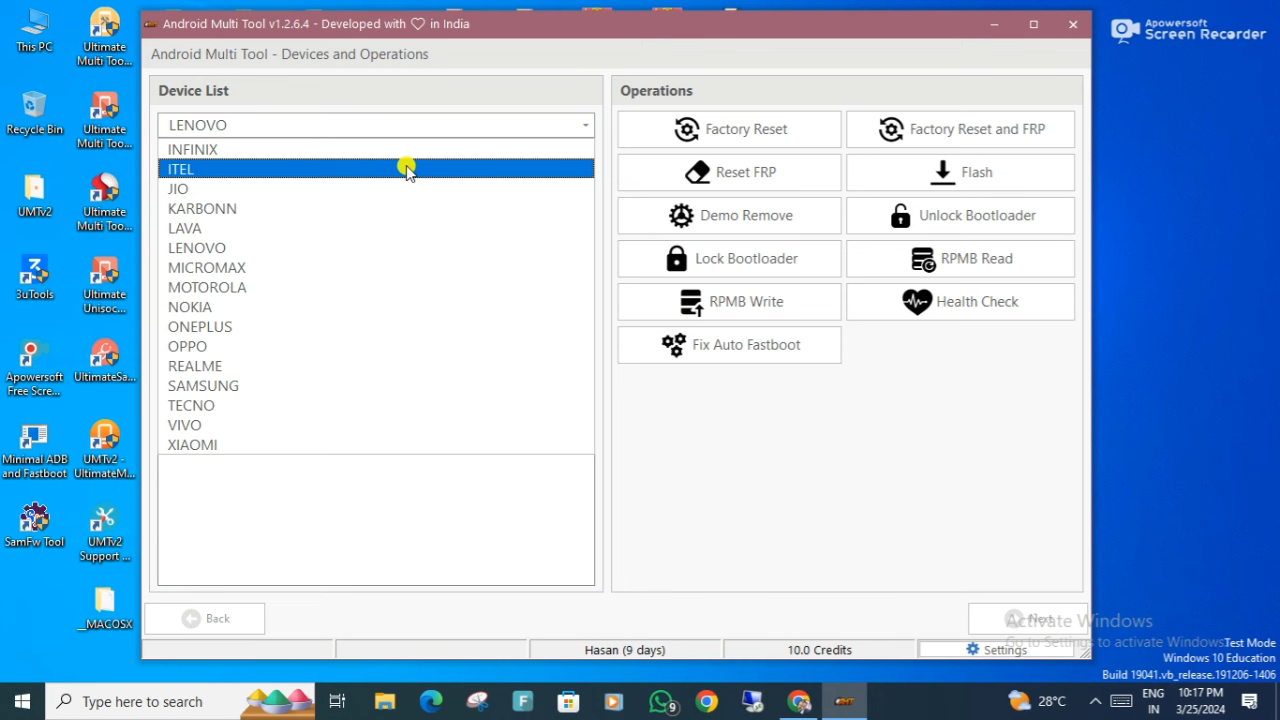 This PC
Ultimate
Multi Too...
Recycle Bin
Ultimate
Multi Too...
UMTv2
Ultimate
Multi Too...
3uTools
Ultimate
Unisoc...
Apowersoft
Free Scre...
UltimateSa...
Minimal ADB
and Fastboot
UMTv2 -
UltimateM...
SamFw Tool
UMTv2
Support ...
__MACOSX
Android Multi Tool v1.2.6.4 - Developed with ♡ in India
Android Multi Tool - Devices and Operations
Device List
LENOVO
INFINIX
ITEL
JIO
KARBONN
LAVA
LENOVO
MICROMAX
MOTOROLA
NOKIA
ONEPLUS
OPPO
REALME
SAMSUNG
TECNO
VIVO
XIAOMI
Operations
Factory Reset
Factory Reset and FRP
Reset FRP
Flash
Demo Remove
Unlock Bootloader
Lock Bootloader
RPMB Read
RPMB Write
Health Check
Fix Auto Fastboot
Back
Next
Hasan (9 days)
10.0 Credits
Settings
Apowersoft
Screen Recorder
Activate Windows
Go to Settings to activate Windows.
Test Mode
Windows 10 Education
Build 19041.vb_release.191206-1406
Type here to search
F
9
28°C
ENG
IN
10:17 PM
3/25/2024